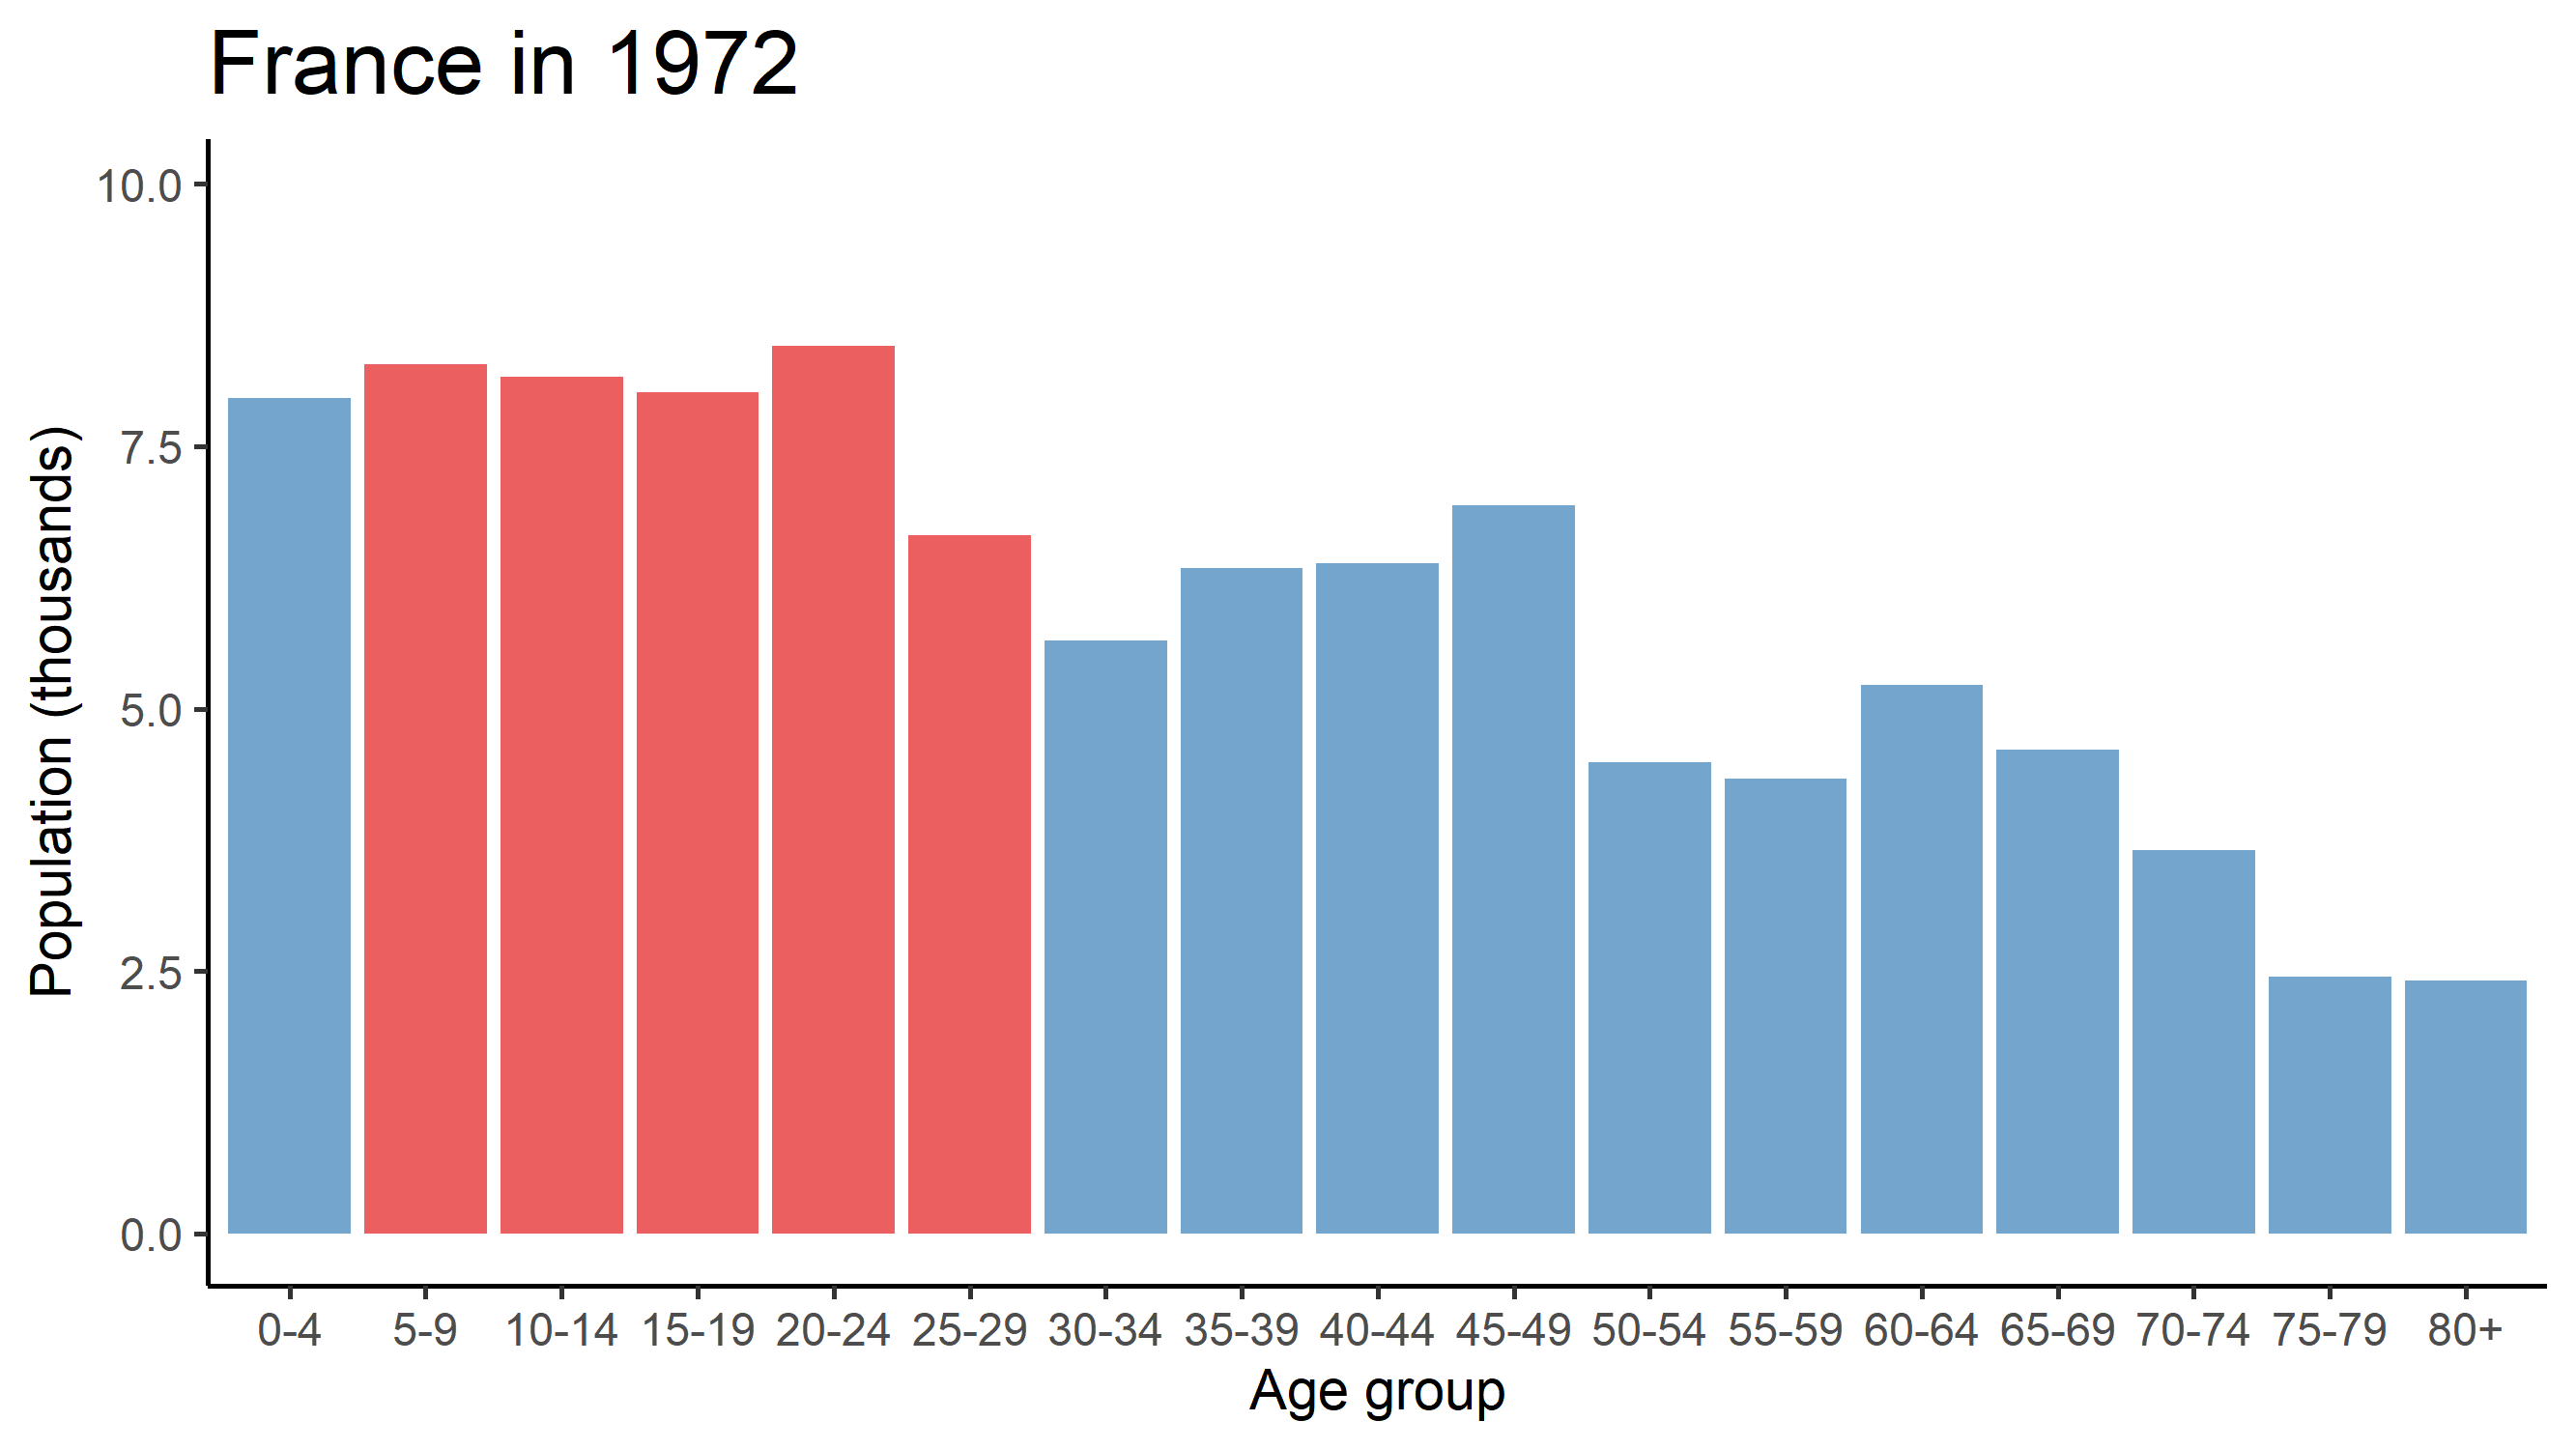 France in 1972
Population (thousands)
10.0
7.5
5.0
2.5
0.0
0-4 5-9 10-14 15-19 20-24 25-29 30-34 35-39 40-44 45-49 50-54 55-59 60-64 65-69 70-74 75-79 80+
Age group